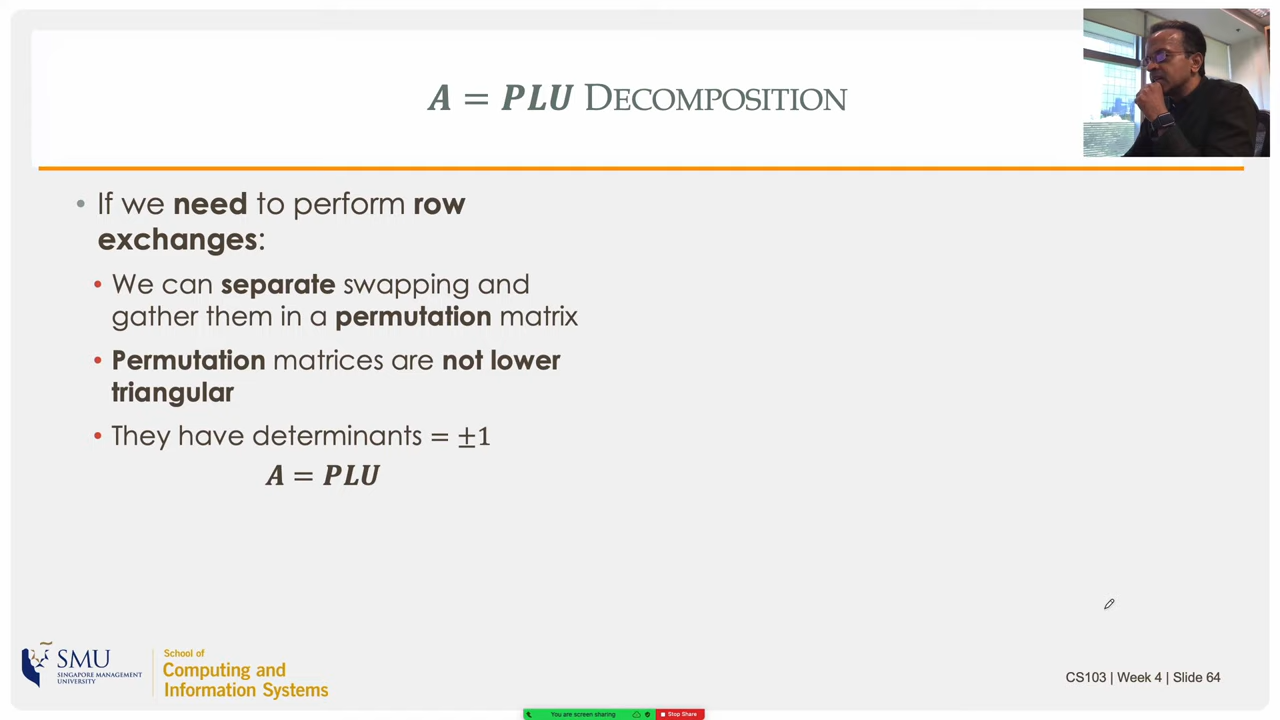 A = PLU DECOMPOSITION
• If we need to perform row
exchanges:
• We can separate swapping and
gather them in a permutation matrix
• Permutation matrices are not lower
triangular
• They have determinants = ±1
A = PLU
SMU
SINGAPORE MANAGEMENT
UNIVERSITY
School of
Computing and
Information Systems
CS103 | Week 4 | Slide 64
You are screen sharing
Stop Share